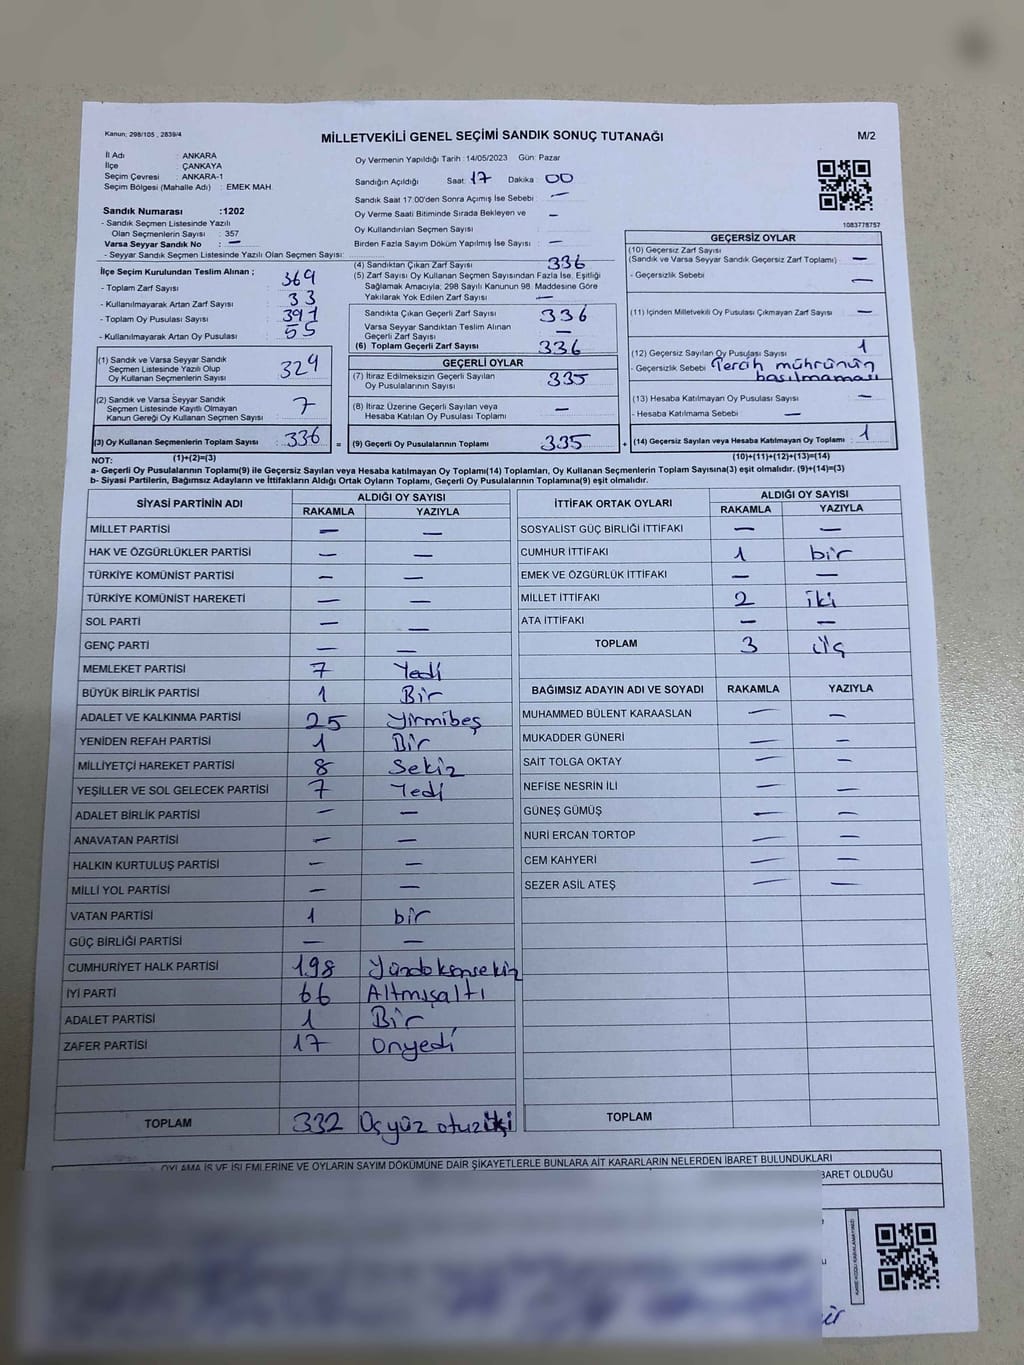 Kanun; 298/105 , 2839/4
MİLLETVEKİLİ GENEL SEÇİMİ SANDIK SONUÇ TUTANAĞI
M/2
İl Adı : ANKARA
İlçe : ÇANKAYA
Seçim Çevresi : ANKARA-1
Seçim Bölgesi (Mahalle Adı) : EMEK MAH.
Sandık Numarası :1202
- Sandık Seçmen Listesinde Yazılı
Olan Seçmenlerin Sayısı : 357
Varsa Seyyar Sandık No : —
- Seyyar Sandık Seçmen Listesinde Yazılı Olan Seçmen Sayısı:
Oy Vermenin Yapıldığı Tarih :14/05/2023 Gün: Pazar
Sandığın Açıldığı Saat: 17 Dakika: 00
Sandık Saat 17:00'den Sonra Açılmış İse Sebebi : —
Oy Verme Saati Bitiminde Sırada Bekleyen ve : —
Oy Kullandırılan Seçmen Sayısı
Birden Fazla Sayım Döküm Yapılmış İse Sayısı : —
1083778757
İlçe Seçim Kurulundan Teslim Alınan ;
- Toplam Zarf Sayısı : 369
- Kullanılmayarak Artan Zarf Sayısı : 33
- Toplam Oy Pusulası Sayısı : 391
- Kullanılmayarak Artan Oy Pusulası : 55
(1) Sandık ve Varsa Seyyar Sandık
Seçmen Listesinde Yazılı Olup
Oy Kullanan Seçmenlerin Sayısı : 329
(2) Sandık ve Varsa Seyyar Sandık
Seçmen Listesinde Kayıtlı Olmayan
Kanun Gereği Oy Kullanan Seçmen Sayısı : 7
(3) Oy Kullanan Seçmenlerin Toplam Sayısı : 336 =
(1)+(2)=(3)
(4) Sandıktan Çıkan Zarf Sayısı : 336
(5) Zarf Sayısı Oy Kullanan Seçmen Sayısından Fazla İse, Eşitliği
Sağlamak Amacıyla; 298 Sayılı Kanunun 98. Maddesine Göre
Yakılarak Yok Edilen Zarf Sayısı : —
Sandıkta Çıkan Geçerli Zarf Sayısı : 336
Varsa Seyyar Sandıktan Teslim Alınan
Geçerli Zarf Sayısı : —
(6) Toplam Geçerli Zarf Sayısı : 336
GEÇERLİ OYLAR
(7) İtiraz Edilmeksizin Geçerli Sayılan
Oy Pusulalarının Sayısı : 335
(8) İtiraz Üzerine Geçerli Sayılan veya
Hesaba Katılan Oy Pusulası Toplamı : —
(9) Geçerli Oy Pusulalarının Toplamı : 335 +
GEÇERSİZ OYLAR
(10) Geçersiz Zarf Sayısı
(Sandık ve Varsa Seyyar Sandık Geçersiz Zarf Toplamı) : —
- Geçersizlik Sebebi : —
(11) İçinden Milletvekili Oy Pusulası Çıkmayan Zarf Sayısı : —
(12) Geçersiz Sayılan Oy Pusulası Sayısı : 1
- Geçersizlik Sebebi Tercih mührünün
basılmaması
(13) Hesaba Katılmayan Oy Pusulası Sayısı : —
- Hesaba Katılmama Sebebi : —
(14) Geçersiz Sayılan veya Hesaba Katılmayan Oy Toplamı : 1
(10)+(11)+(12)+(13)=(14)
NOT:
a- Geçerli Oy Pusulalarının Toplamı(9) ile Geçersiz Sayılan veya Hesaba katılmayan Oy Toplamı(14) Toplamları, Oy Kullanan Seçmenlerin Toplam Sayısına(3) eşit olmalıdır. (9)+(14)=(3)
b- Siyasi Partilerin, Bağımsız Adayların ve İttifakların Aldığı Ortak Oyların Toplamı, Geçerli Oy Pusulalarının Toplamına(9) eşit olmalıdır.
SİYASİ PARTİNİN ADI ALDIĞI OY SAYISI
RAKAMLA YAZIYLA
MİLLET PARTİSİ — —
HAK VE ÖZGÜRLÜKLER PARTİSİ — —
TÜRKİYE KOMÜNİST PARTİSİ — —
TÜRKİYE KOMÜNİST HAREKETİ — —
SOL PARTİ — —
GENÇ PARTİ — —
MEMLEKET PARTİSİ 7 Yedi
BÜYÜK BİRLİK PARTİSİ 1 Bir
ADALET VE KALKINMA PARTİSİ 25 yirmibeş
YENİDEN REFAH PARTİSİ 1 Bir
MİLLİYETÇİ HAREKET PARTİSİ 8 Sekiz
YEŞİLLER VE SOL GELECEK PARTİSİ 7 Yedi
ADALET BİRLİK PARTİSİ — —
ANAVATAN PARTİSİ — —
HALKIN KURTULUŞ PARTİSİ — —
MİLLİ YOL PARTİSİ — —
VATAN PARTİSİ 1 bir
GÜÇ BİRLİĞİ PARTİSİ — —
CUMHURİYET HALK PARTİSİ 198 Yüzdoksansekiz
İYİ PARTİ 66 Altmışaltı
ADALET PARTİSİ 1 Bir
ZAFER PARTİSİ 17 Onyedi
TOPLAM 332 Üçyüz otuziki
İTTİFAK ORTAK OYLARI ALDIĞI OY SAYISI
RAKAMLA YAZIYLA
SOSYALİST GÜÇ BİRLİĞİ İTTİFAKI — —
CUMHUR İTTİFAKI 1 bir
EMEK VE ÖZGÜRLÜK İTTİFAKI — —
MİLLET İTTİFAKI 2 iki
ATA İTTİFAKI — —
TOPLAM 3 üç
BAĞIMSIZ ADAYIN ADI VE SOYADI RAKAMLA YAZIYLA
MUHAMMED BÜLENT KARAASLAN — —
MUKADDER GÜNERİ — —
SAİT TOLGA OKTAY — —
NEFİSE NESRİN İLİ — —
GÜNEŞ GÜMÜŞ — —
NURİ ERCAN TORTOP — —
CEM KAHYERİ — —
SEZER ASİL ATEŞ — —
TOPLAM
OYLAMA İŞ VE İŞLEMLERİNE VE OYLARIN SAYIM DÖKÜMÜNE DAİR ŞİKAYETLERLE BUNLARA AİT KARARLARIN NELERDEN İBARET BULUNDUKLARI
BARET OLDUĞU